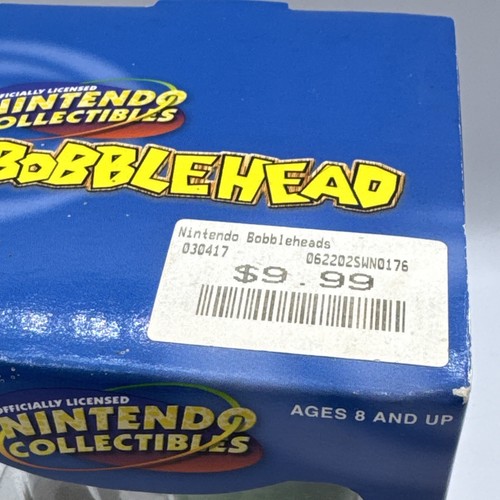 OFFICIALLY LICENSED
NINTENDO
COLLECTIBLES
BOBBLEHEAD
Nintendo Bobbleheads
030417 062202SWN0176
$9.99
OFFICIALLY LICENSED
NINTENDO
COLLECTIBLES
AGES 8 AND UP